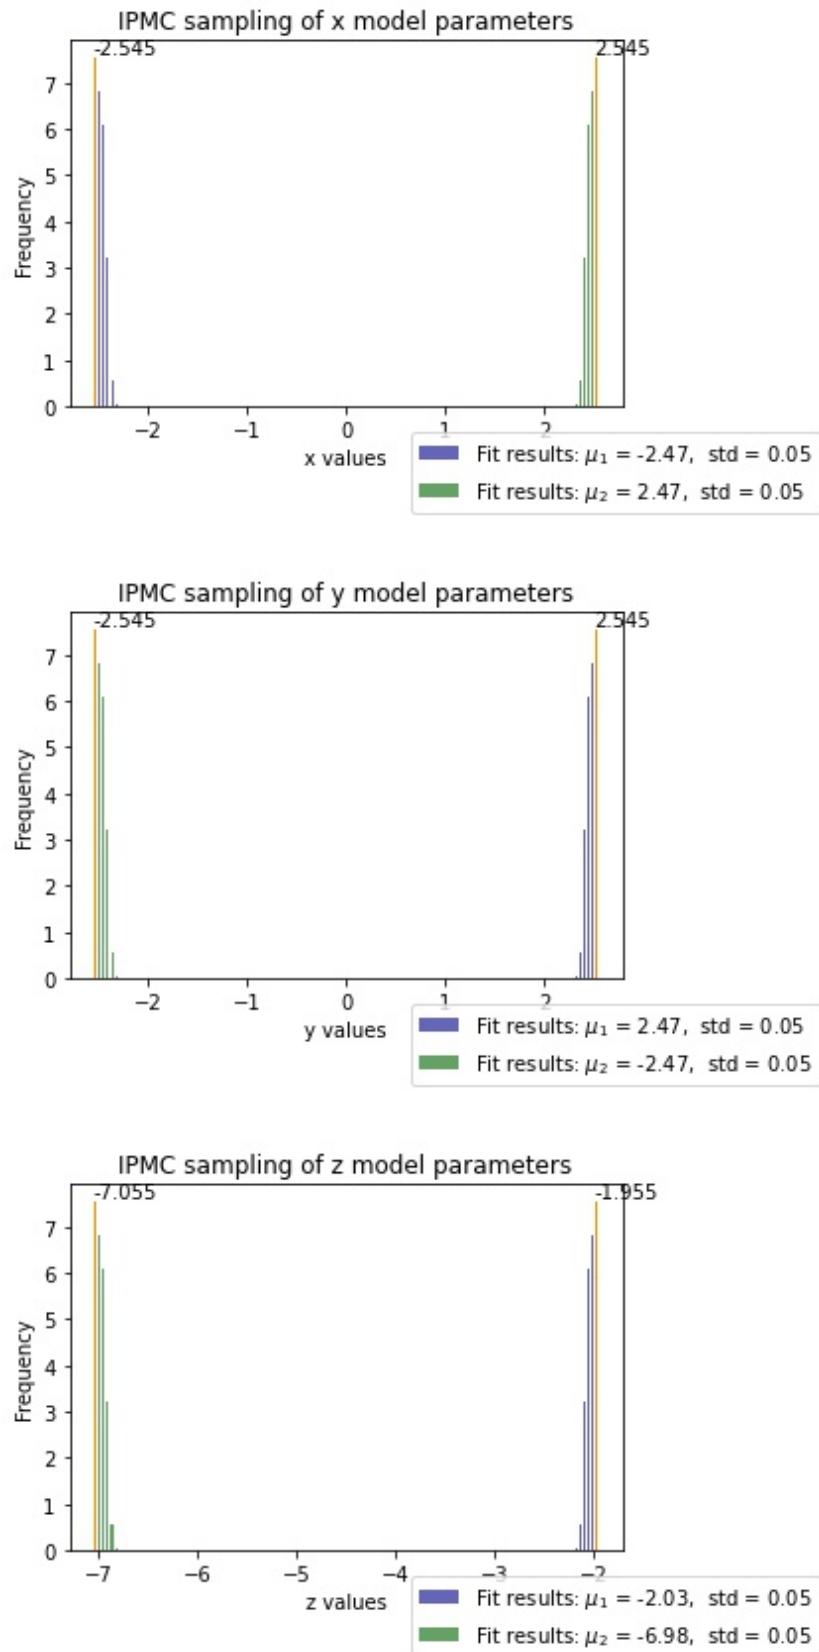 IPMC sampling of x model parameters
-2.545 2.545
7
6
5
4
3
2
1
0
Frequency
−2 −1 0 1 2
x values
Fit results: μ₁ = -2.47, std = 0.05
Fit results: μ₂ = 2.47, std = 0.05
IPMC sampling of y model parameters
-2.545 2.545
7
6
5
4
3
2
1
0
Frequency
−2 −1 0 1 2
y values
Fit results: μ₁ = 2.47, std = 0.05
Fit results: μ₂ = -2.47, std = 0.05
IPMC sampling of z model parameters
-7.055 -1.955
7
6
5
4
3
2
1
0
Frequency
−7 −6 −5 −4 −3 −2
z values
Fit results: μ₁ = -2.03, std = 0.05
Fit results: μ₂ = -6.98, std = 0.05